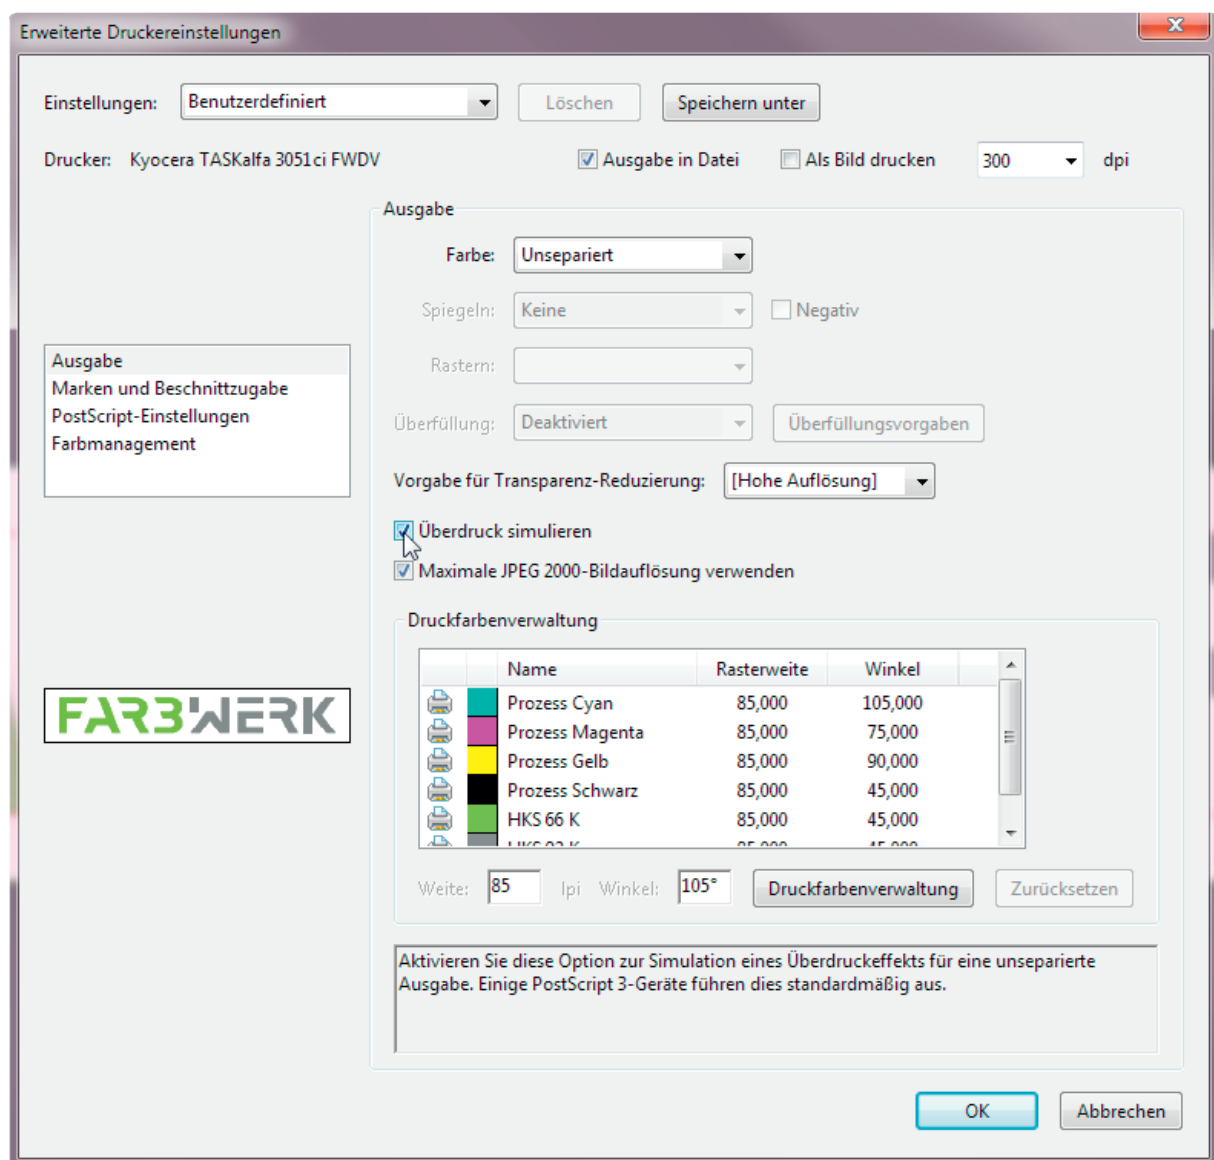 Erweiterte Druckereinstellungen
Einstellungen: Benutzerdefiniert Löschen Speichern unter
Drucker: Kyocera TASKalfa 3051ci FWDV Ausgabe in Datei Als Bild drucken 300 dpi
Ausgabe
Farbe: Unsepariert
Spiegeln: Keine Negativ
Rastern:
Überfüllung: Deaktiviert Überfüllungsvorgaben
Ausgabe
Marken und Beschnittzugabe
PostScript-Einstellungen
Farbmanagement
Vorgabe für Transparenz-Reduzierung: [Hohe Auflösung]
Überdruck simulieren
Maximale JPEG 2000-Bildauflösung verwenden
Druckfarbenverwaltung
Name Rasterweite Winkel
Prozess Cyan 85,000 105,000
Prozess Magenta 85,000 75,000
Prozess Gelb 85,000 90,000
Prozess Schwarz 85,000 45,000
HKS 66 K 85,000 45,000
FARBWERK
Weite: 85 lpi Winkel: 105° Druckfarbenverwaltung Zurücksetzen
Aktivieren Sie diese Option zur Simulation eines Überdruckeffekts für eine unseparierte
Ausgabe. Einige PostScript 3-Geräte führen dies standardmäßig aus.
OK Abbrechen